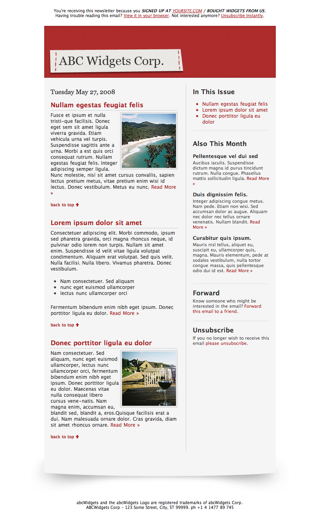 You're receiving this newsletter because you SIGNED UP AT YOURSITE.COM / BOUGHT WIDGETS FROM US.
Having trouble reading this email? View it in your browser. Not interested anymore? Unsubscribe Instantly.
ABC Widgets Corp.
Tuesday May 27, 2008
Nullam egestas feugiat felis
Fusce et ipsum et nulla
tristi-que facilisis. Donec
eget sem sit amet ligula
viverra gravida. Etiam
vehicula urna vel turpis.
Suspendisse sagittis ante a
urna. Morbi a est quis orci
consequat rutrum. Nullam
egestas feugiat felis. Integer
adipiscing semper ligula.
Nunc molestie, nisl sit amet cursus convallis, sapien
lectus pretium metus, vitae pretium enim wisi id
lectus. Donec vestibulum. Metus eu nunc. Read More
»
back to top
Lorem ipsum dolor sit amet
Consectetuer adipiscing elit. Morbi commodo, ipsum
sed pharetra gravida, orci magna rhoncus neque, id
pulvinar odio lorem non turpis. Nullam sit amet
enim. Suspendisse id velit vitae ligula volutpat
condimentum. Aliquam erat volutpat. Sed quis velit.
Nulla facilisi. Nulla libero. Vivamus pharetra. Donec
vestibulum.
Nam consectetuer. Sed aliquam
nunc eget euismod ullamcorper
lectus nunc ullamcorper orci
Fermentum bibendum enim nibh eget ipsum. Donec
porttitor ligula eu dolor. Read More »
back to top
Donec porttitor ligula eu dolor
Nam consectetuer. Sed
aliquam, nunc eget euismod
ullamcorper, lectus nunc
ullamcorper orci, fermentum
bibendum enim nibh eget
ipsum. Donec porttitor ligula
eu dolor. Maecenas vitae
nulla consequat libero
cursus vene-natis. Nam
magna enim, accumsan eu,
blandit sed, blandit a, eros.Quisque facilisis erat a
dui. Nam malesuada ornare dolor. Cras gravida, diam
sit amet rhoncus ornare. Read More »
back to top
In This Issue
Nullam egestas feugiat felis
Lorem ipsum dolor sit amet
Donec porttitor ligula eu
dolor
Also This Month
Pellentesque vel dui sed
Aucibus iaculis. Suspendisse
dictum magna id purus tincidunt
rutrum. Nulla congue. Phasellus
mattis sollicitudin ligula. Read More
»
Duis dignissim felis.
Integer adipiscing congue metus.
Nam pede. Etiam non wisi. Sed
accumsan dolor ac augue. Aliquam
nec dolor nec tellus ornare
venenatis. Nullam blandit. Read
More »
Curabitur quis ipsum.
Mauris nisl tellus, aliquet eu,
suscipit eu, ullamcorper quis,
magna. Mauris elementum, pede at
sodales vestibulum, nulla tortor
congue massa, quis pellentesque
odio dui id est. Read More »
Forward
Know someone who might be
interested in the email? Forward
this email to a friend.
Unsubscribe
If you no longer wish to receive this
email please unsubscribe.
abcWidgets and the abcWidgets Logo are registered trademarks of abcWidgets Corp.
ABCWidgets Corp - 123 Some Street, City, ST 99999. ph +1 4 1477 89 745